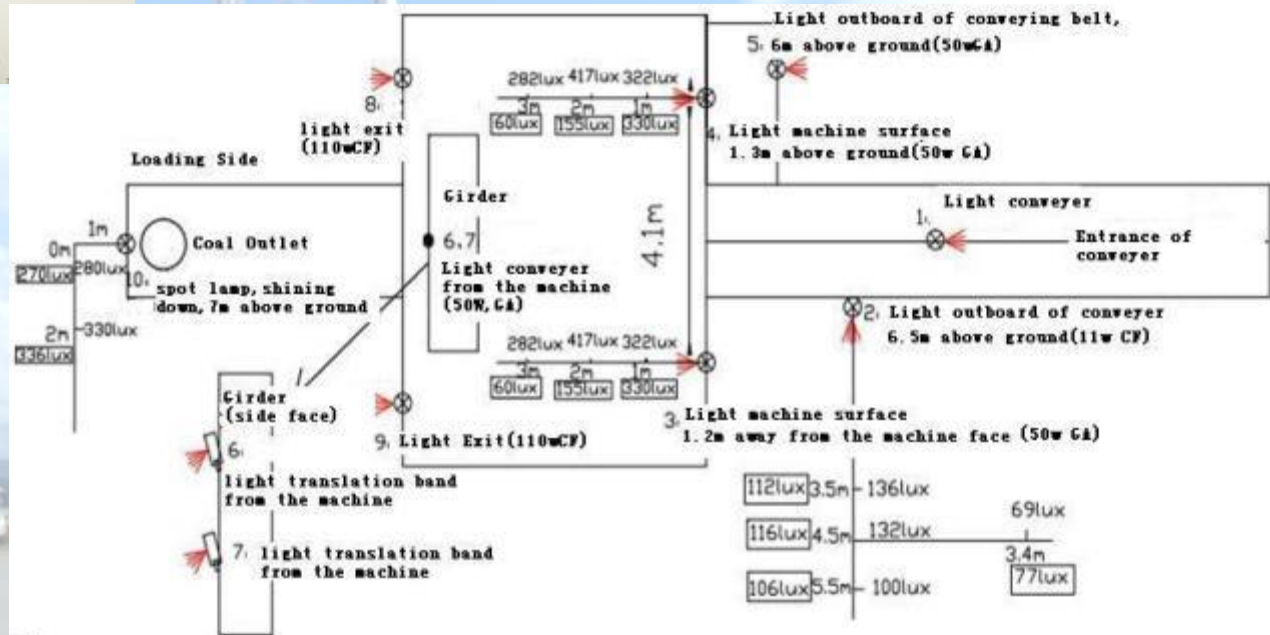 Light outboard of conveying belt,
5. 6m above ground(50wGA)
8.
light exit
(110wCF)
282lux 417lux 322lux
3m 2m 1m
60lux 155lux 330lux
4. Light machine surface
1.3m above ground(50w GA)
Loading Side
Girder
4.1m
Light conveyer
1.
Entrance of
conveyer
1m
0m
270lux
280lux
Coal Outlet
10.
spot lamp,shining
down,7m above ground
6.7
Light conveyer
from the machine
(50W,GA)
2m
330lux
336lux
2. Light outboard of conveyer
6.5m above ground(11w CF)
282lux 417lux 322lux
3m 2m 1m
60lux 155lux 330lux
Girder
(side face)
3. Light machine surface
1.2m away from the machine face (50w GA)
9. Light Exit(110wCF)
6.
light translation band
from the machine
7. light translation band
from the machine
112lux 3.5m 136lux
116lux 4.5m 132lux
69lux
3.4m
77lux
106lux 5.5m 100lux